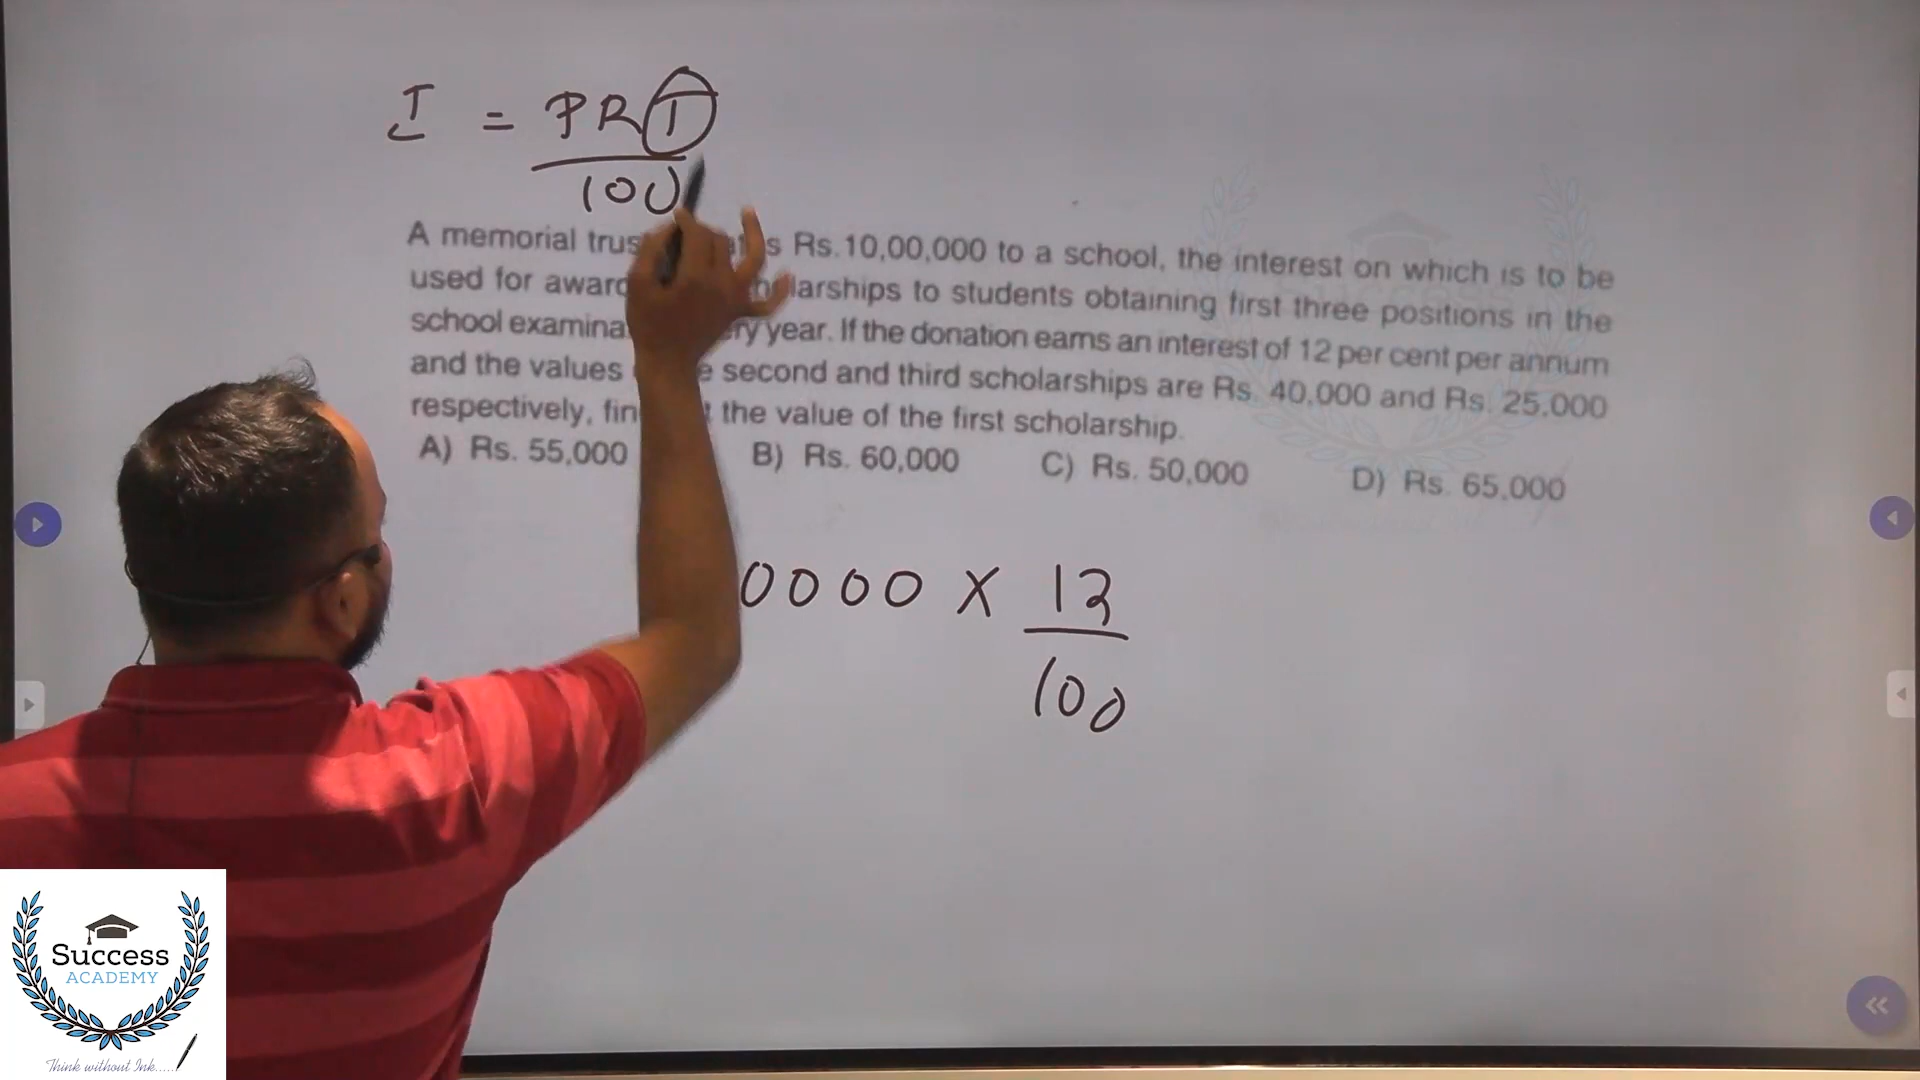 I = PRT
100
A memorial trus s Rs.10,00,000 to a school, the interest on which is to be
used for award larships to students obtaining first three positions in the
school examina ry year. If the donation earns an interest of 12 per cent per annum
and the values e second and third scholarships are Rs. 40,000 and Rs. 25,000
respectively, fin t the value of the first scholarship.
A) Rs. 55,000 B) Rs. 60,000 C) Rs. 50,000 D) Rs. 65,000
0000 X 12
100
Success
ACADEMY
Think without Ink......